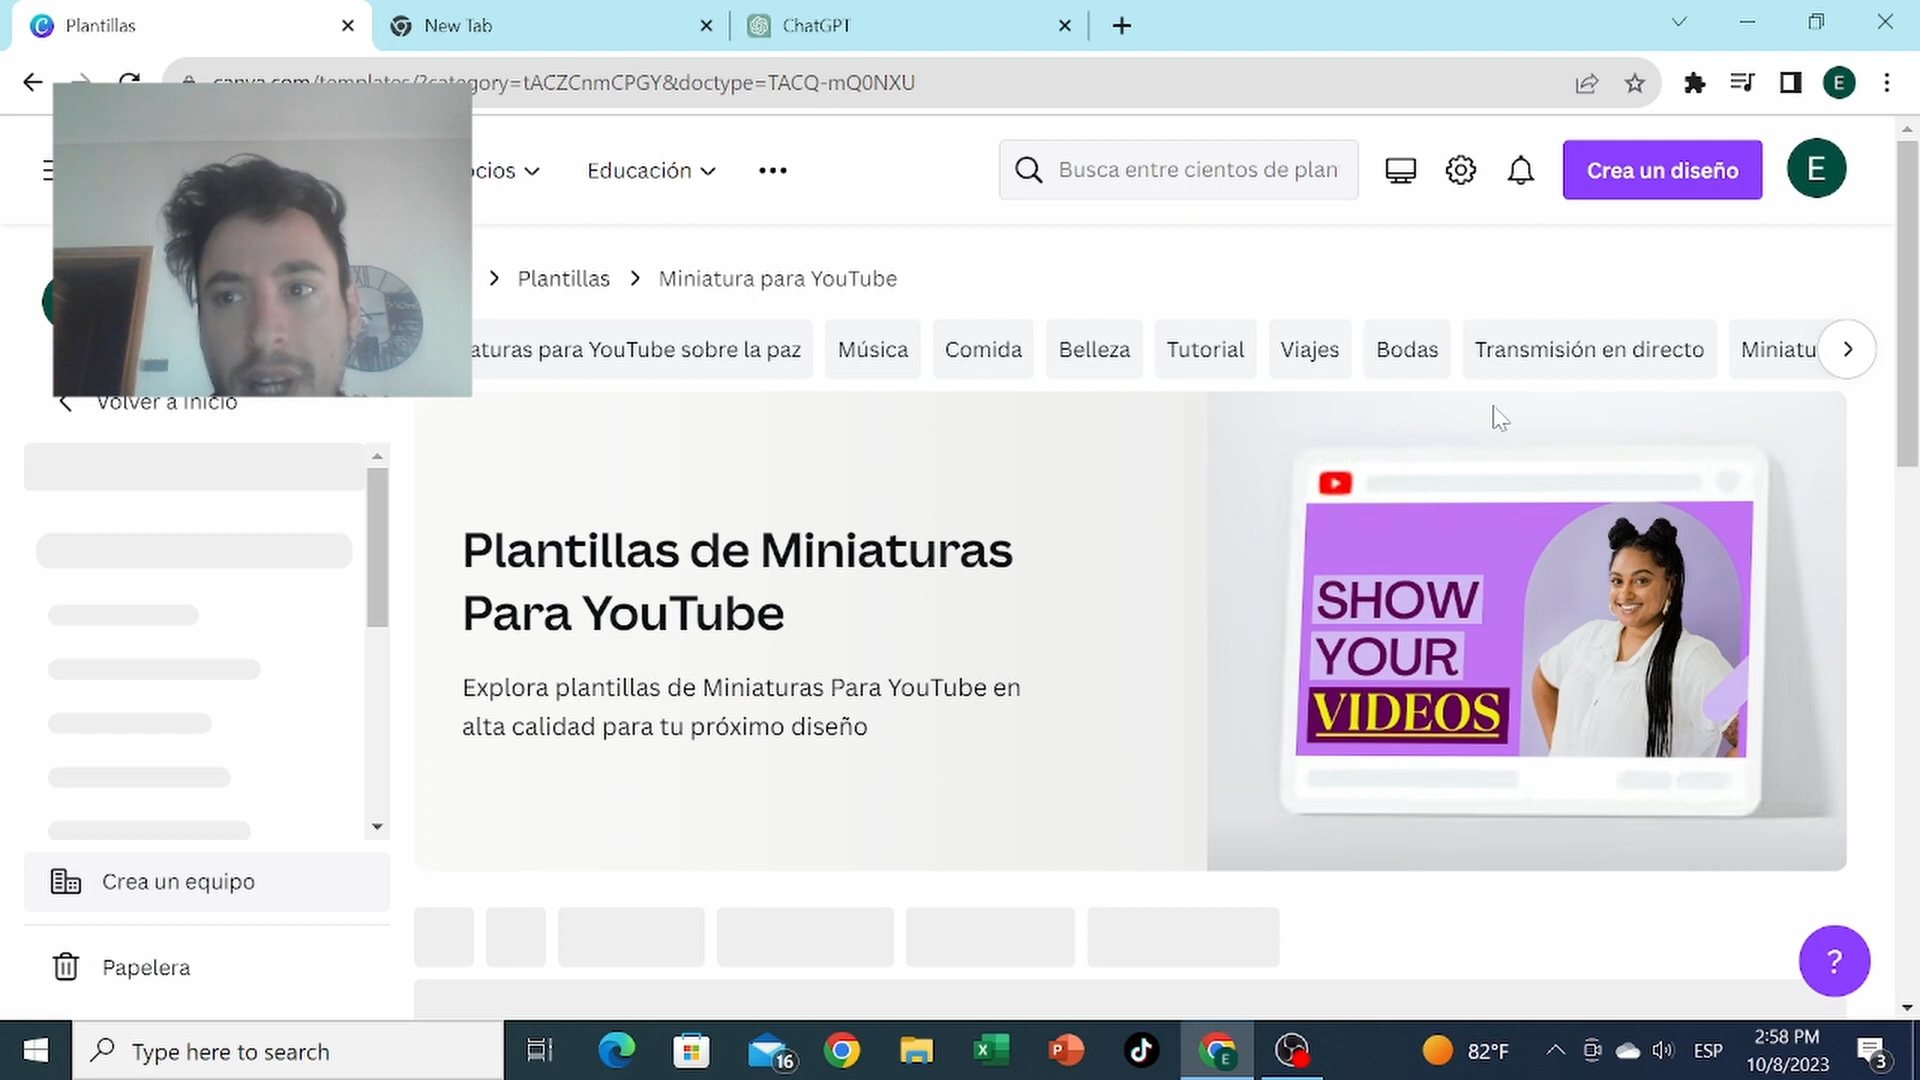 Plantillas
New Tab
ChatGPT
canva.com/templates/?category=tACZCnmCPGY&doctype=TACQ-mQ0NXU
E
ocios
Educación
Busca entre cientos de plan
Crea un diseño
E
Plantillas
Miniatura para YouTube
aturas para YouTube sobre la paz
Música
Comida
Belleza
Tutorial
Viajes
Bodas
Transmisión en directo
Miniatu
Volver a inicio
Plantillas de Miniaturas
Para YouTube
Explora plantillas de Miniaturas Para YouTube en
alta calidad para tu próximo diseño
SHOW
YOUR
VIDEOS
Crea un equipo
Papelera
?
Type here to search
16
E
82°F
ESP
2:58 PM
10/8/2023
3